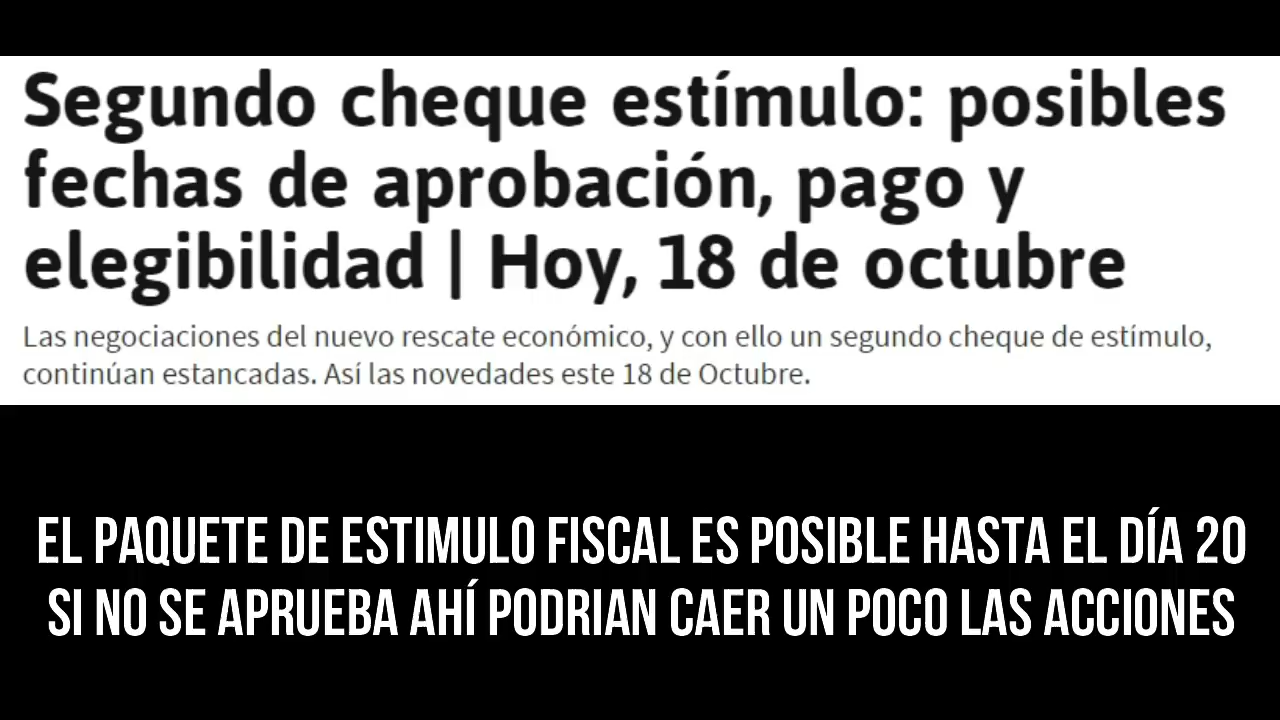 Segundo cheque estímulo: posibles
fechas de aprobación, pago y
elegibilidad | Hoy, 18 de octubre
Las negociaciones del nuevo rescate económico, y con ello un segundo cheque de estímulo,
continúan estancadas. Así las novedades este 18 de Octubre.
EL PAQUETE DE ESTIMULO FISCAL ES POSIBLE HASTA EL DÍA 20
SI NO SE APRUEBA AHÍ PODRIAN CAER UN POCO LAS ACCIONES